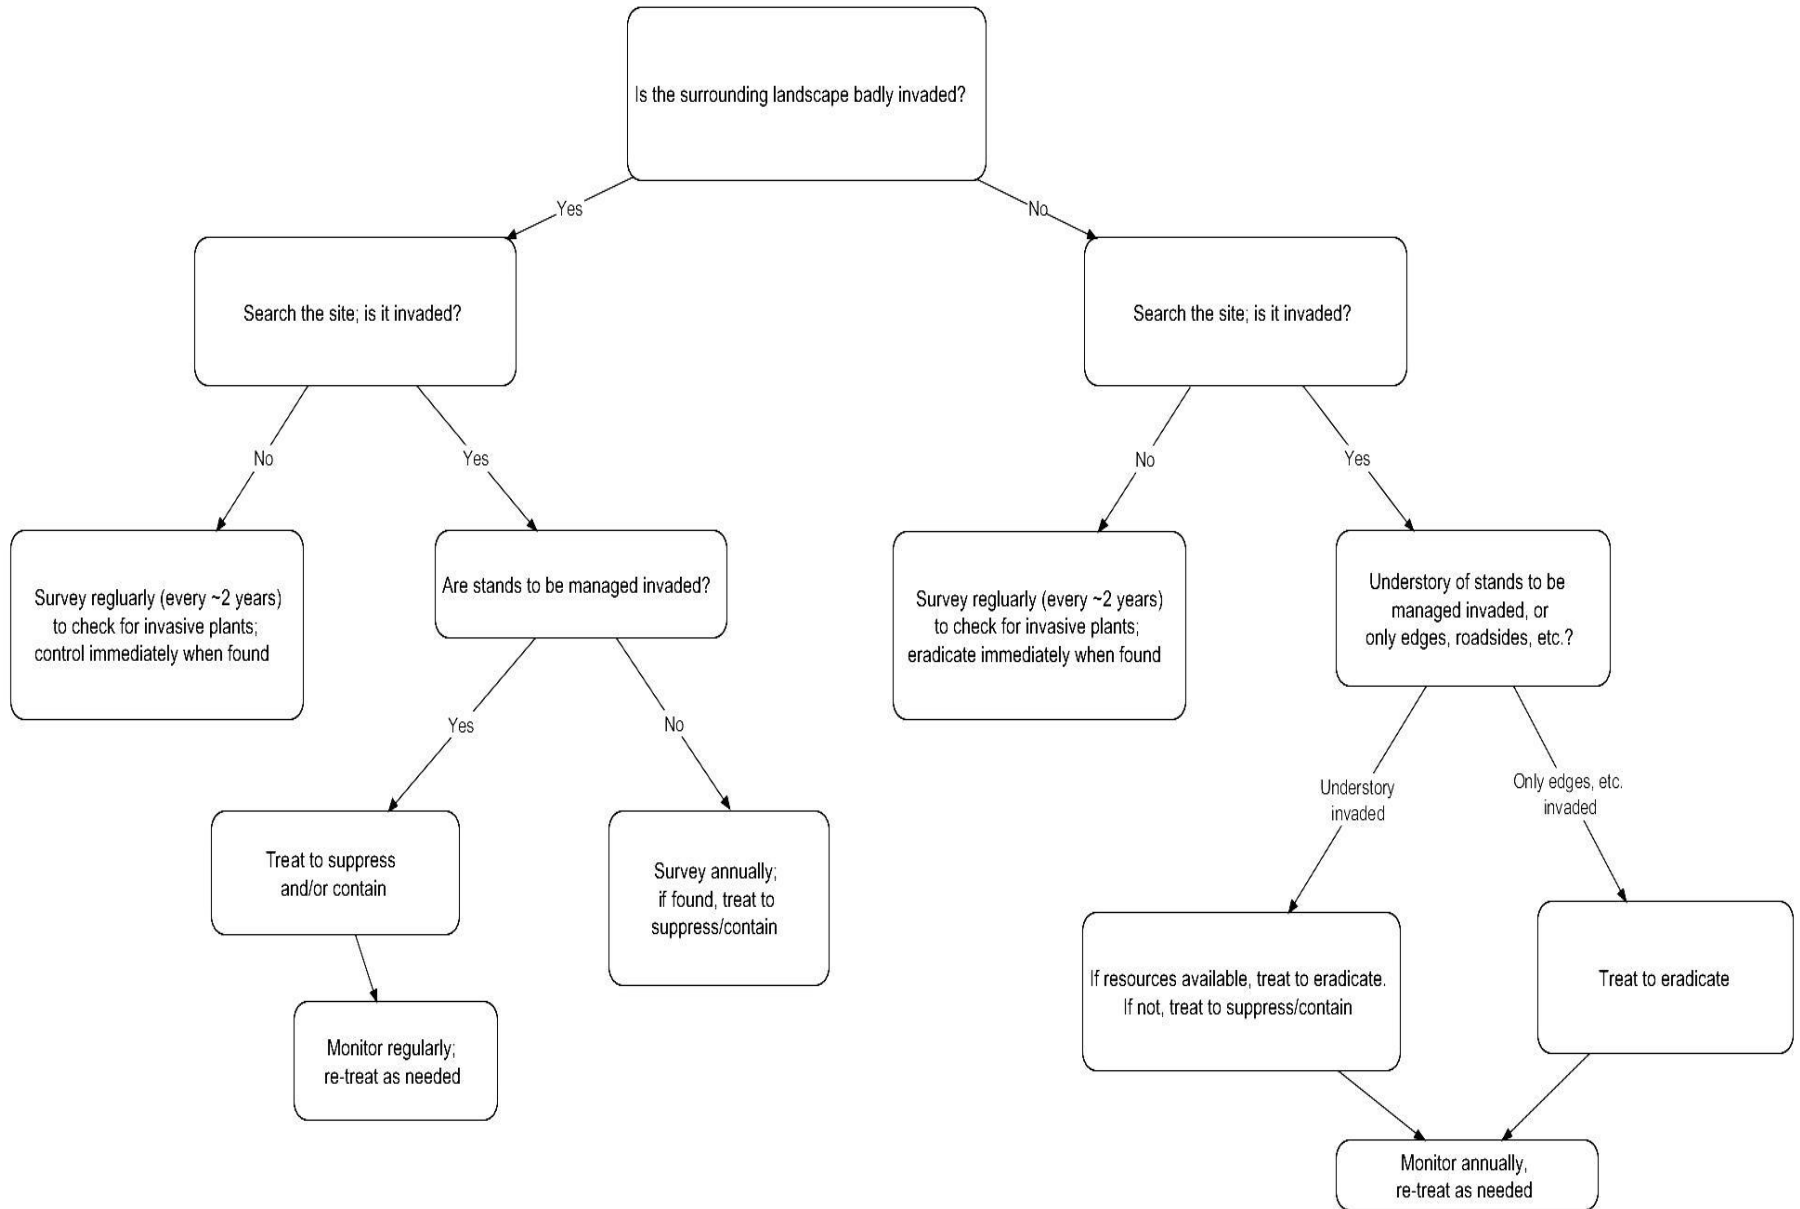 Is the surrounding landscape badly invaded?
Yes
No
Search the site; is it invaded?
Search the site; is it invaded?
No
Yes
No
Yes
Survey regluarly (every ~2 years)
to check for invasive plants;
control immediately when found
Are stands to be managed invaded?
Survey regluarly (every ~2 years)
to check for invasive plants;
eradicate immediately when found
Understory of stands to be
managed invaded, or
only edges, roadsides, etc.?
Yes
No
Understory
invaded
Only edges, etc.
invaded
Treat to suppress
and/or contain
Survey annually;
if found, treat to
suppress/contain
If resources available, treat to eradicate.
If not, treat to suppress/contain
Treat to eradicate
Monitor regularly;
re-treat as needed
Monitor annually,
re-treat as needed